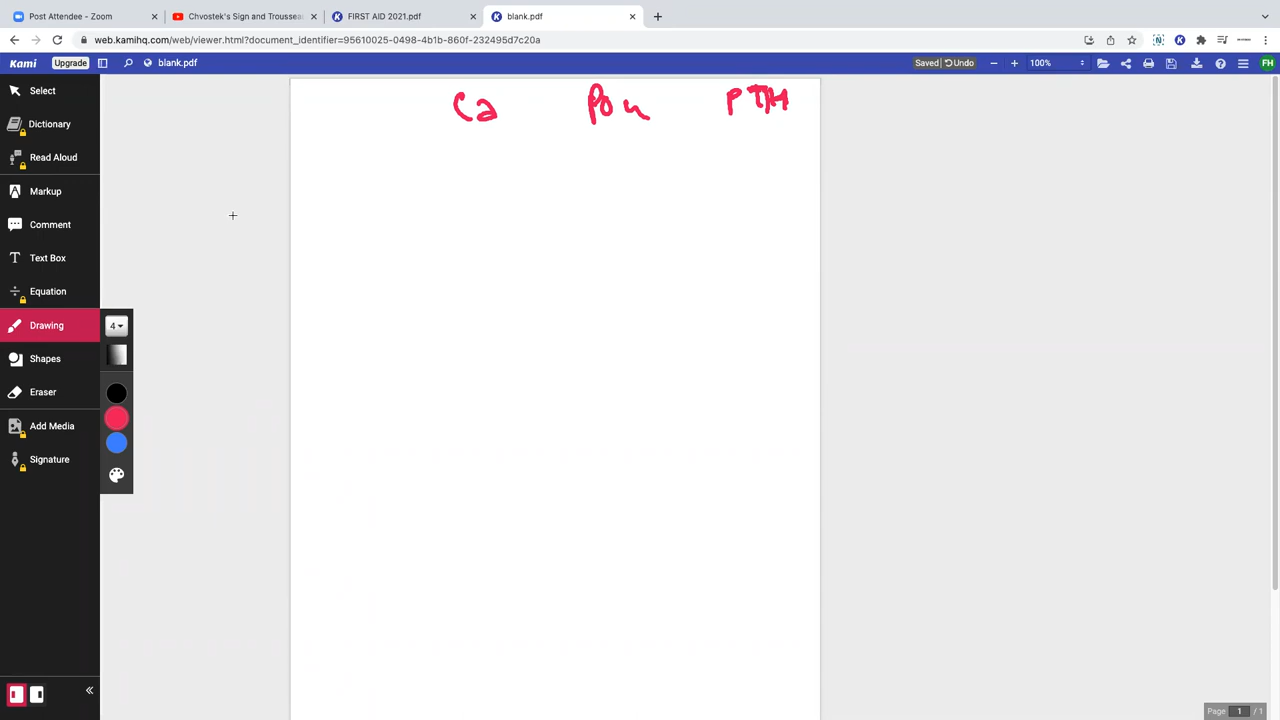 Post Attendee - Zoom
Chvostek's Sign and Troussea
FIRST AID 2021.pdf
blank.pdf
web.kamihq.com/web/viewer.html?document_identifier=95610025-0498-4b1b-860f-232495d7c20a
Kami Upgrade blank.pdf Saved Undo 100% FH
Select
Dictionary
Read Aloud
Markup
Comment
Text Box
Equation
Drawing
Shapes
Eraser
Add Media
Signature
4
Ca PO4 PTH
Page 1 / 1